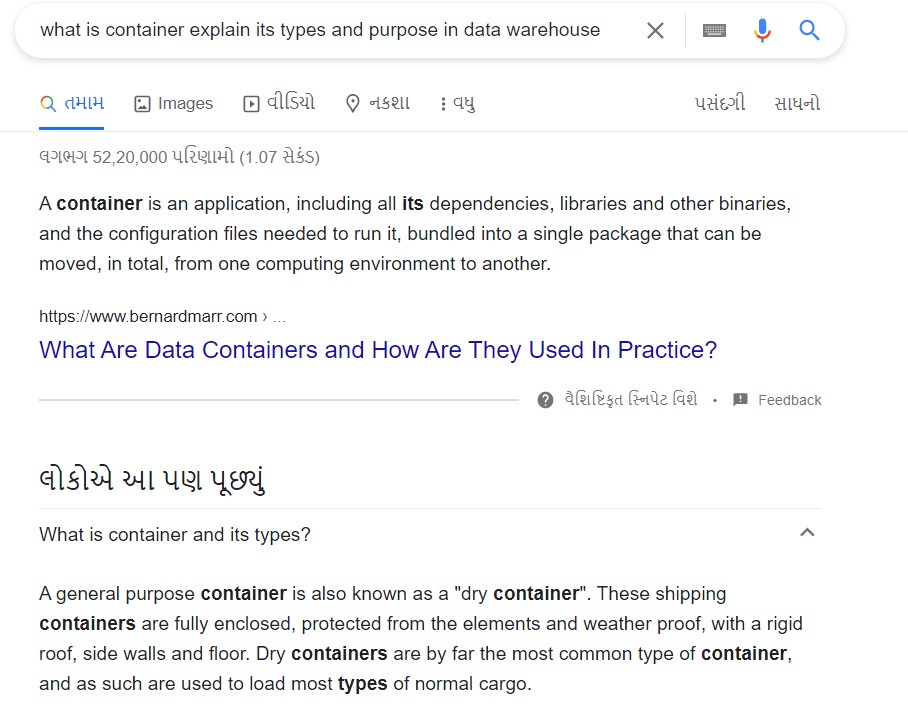 what is container explain its types and purpose in data warehouse
તમામ Images વીડિયો નકશા વધુ પસંદગી સાધનો
લગભગ 52,20,000 પરિણામો (1.07 સેકંડ)
A container is an application, including all its dependencies, libraries and other binaries,
and the configuration files needed to run it, bundled into a single package that can be
moved, in total, from one computing environment to another.
https://www.bernardmarr.com › ...
What Are Data Containers and How Are They Used In Practice?
વૈશિષ્ટિકૃત સ્નિપેટ વિશે • Feedback
લોકોએ આ પણ પૂછ્યું
What is container and its types?
A general purpose container is also known as a "dry container". These shipping
containers are fully enclosed, protected from the elements and weather proof, with a rigid
roof, side walls and floor. Dry containers are by far the most common type of container,
and as such are used to load most types of normal cargo.